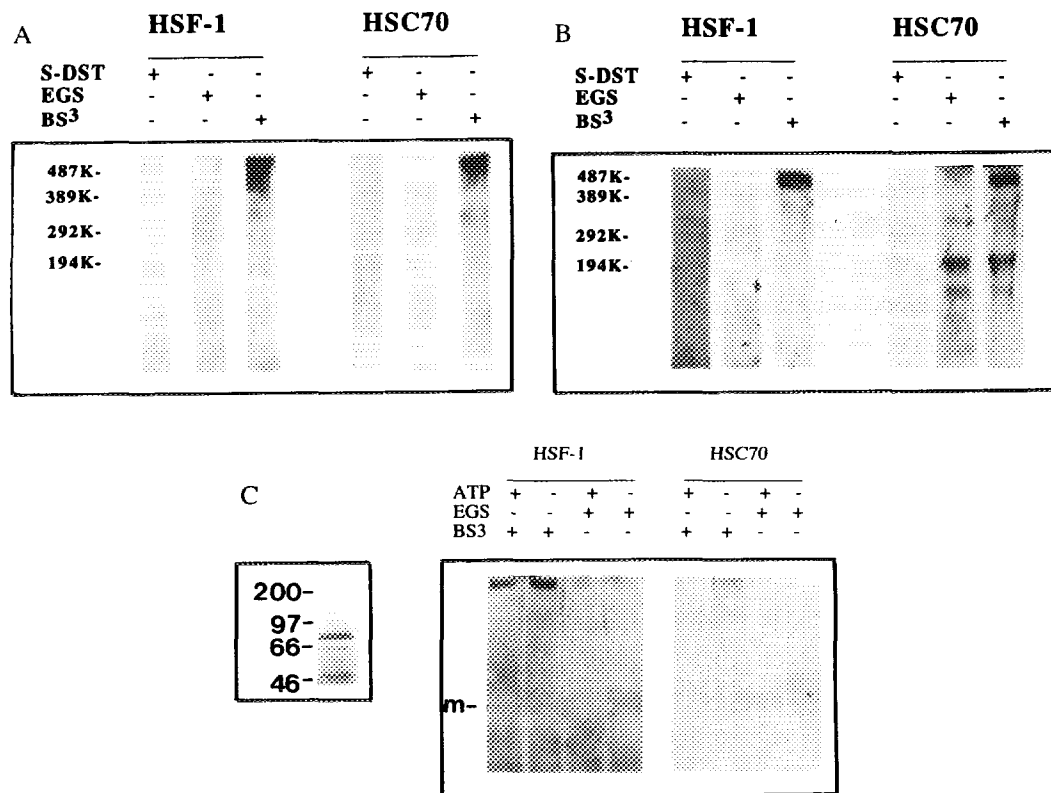 A
HSF-1 HSC70
S-DST + - - + - -
EGS - + - - + -
BS3 - - + - - +
487K-
389K-
292K-
194K-
B
HSF-1 HSC70
S-DST + - - + - -
EGS - + - - + -
BS3 - - + - - +
487K-
389K-
292K-
194K-
C
200-
97-
66-
46-
HSF-1 HSC70
ATP + - + - + - + -
EGS - - + + - - + +
BS3 + + - - + + - -
m-